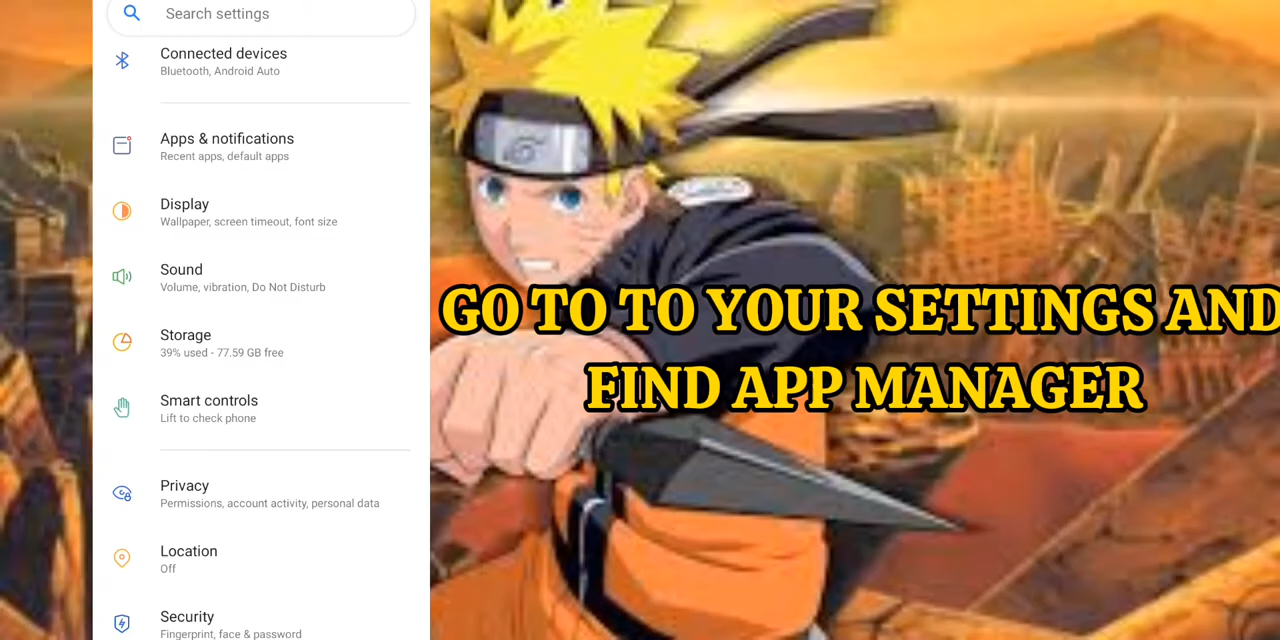 Search settings
Connected devices
Bluetooth, Android Auto
Apps & notifications
Recent apps, default apps
Display
Wallpaper, screen timeout, font size
Sound
Volume, vibration, Do Not Disturb
Storage
39% used - 77.59 GB free
Smart controls
Lift to check phone
Privacy
Permissions, account activity, personal data
Location
Off
Security
Fingerprint, face & password
GO TO TO YOUR SETTINGS AND
FIND APP MANAGER